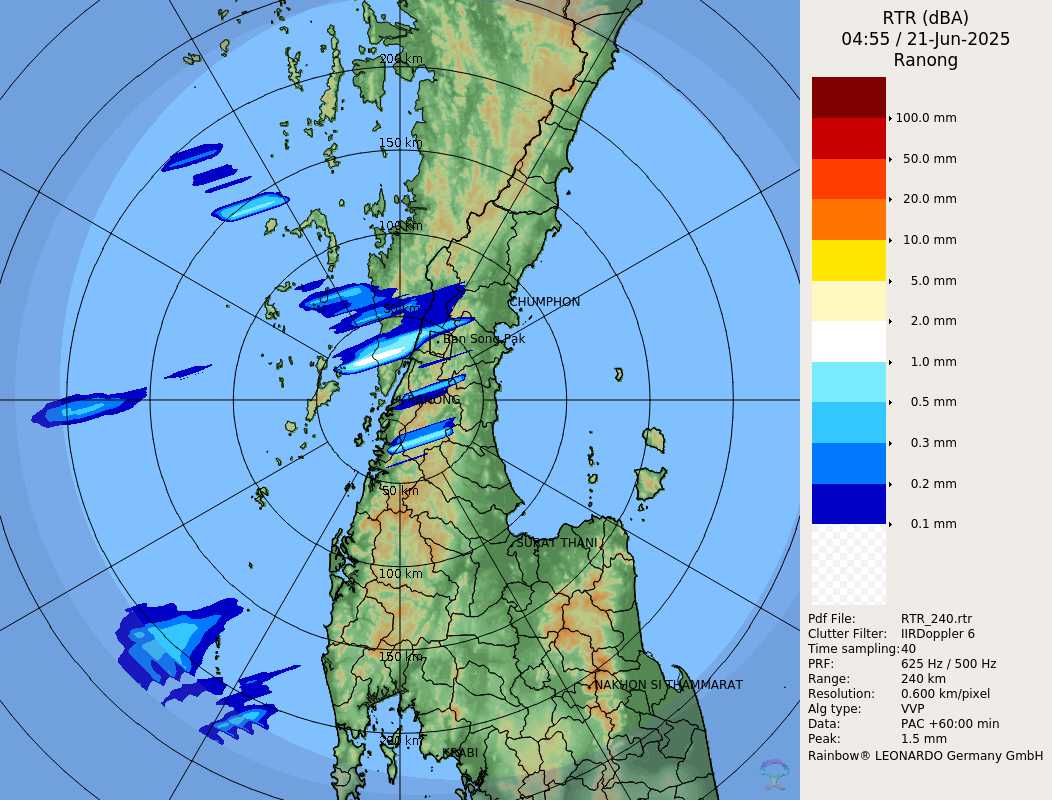 RTR (dBA)
04:55 / 21-Jun-2025
Ranong
200 km
150 km
100 km
50 km
CHUMPHON
Ban Song Pak
RANONG
50 km
SURAT THANI
100 km
150 km
NAKHON SI THAMMARAT
200 km
KRABI
100.0 mm
50.0 mm
20.0 mm
10.0 mm
5.0 mm
2.0 mm
1.0 mm
0.5 mm
0.3 mm
0.2 mm
0.1 mm
Pdf File: RTR_240.rtr
Clutter Filter: IIRDoppler 6
Time sampling: 40
PRF: 625 Hz / 500 Hz
Range: 240 km
Resolution: 0.600 km/pixel
Alg type: VVP
Data: PAC +60:00 min
Peak: 1.5 mm
Rainbow® LEONARDO Germany GmbH